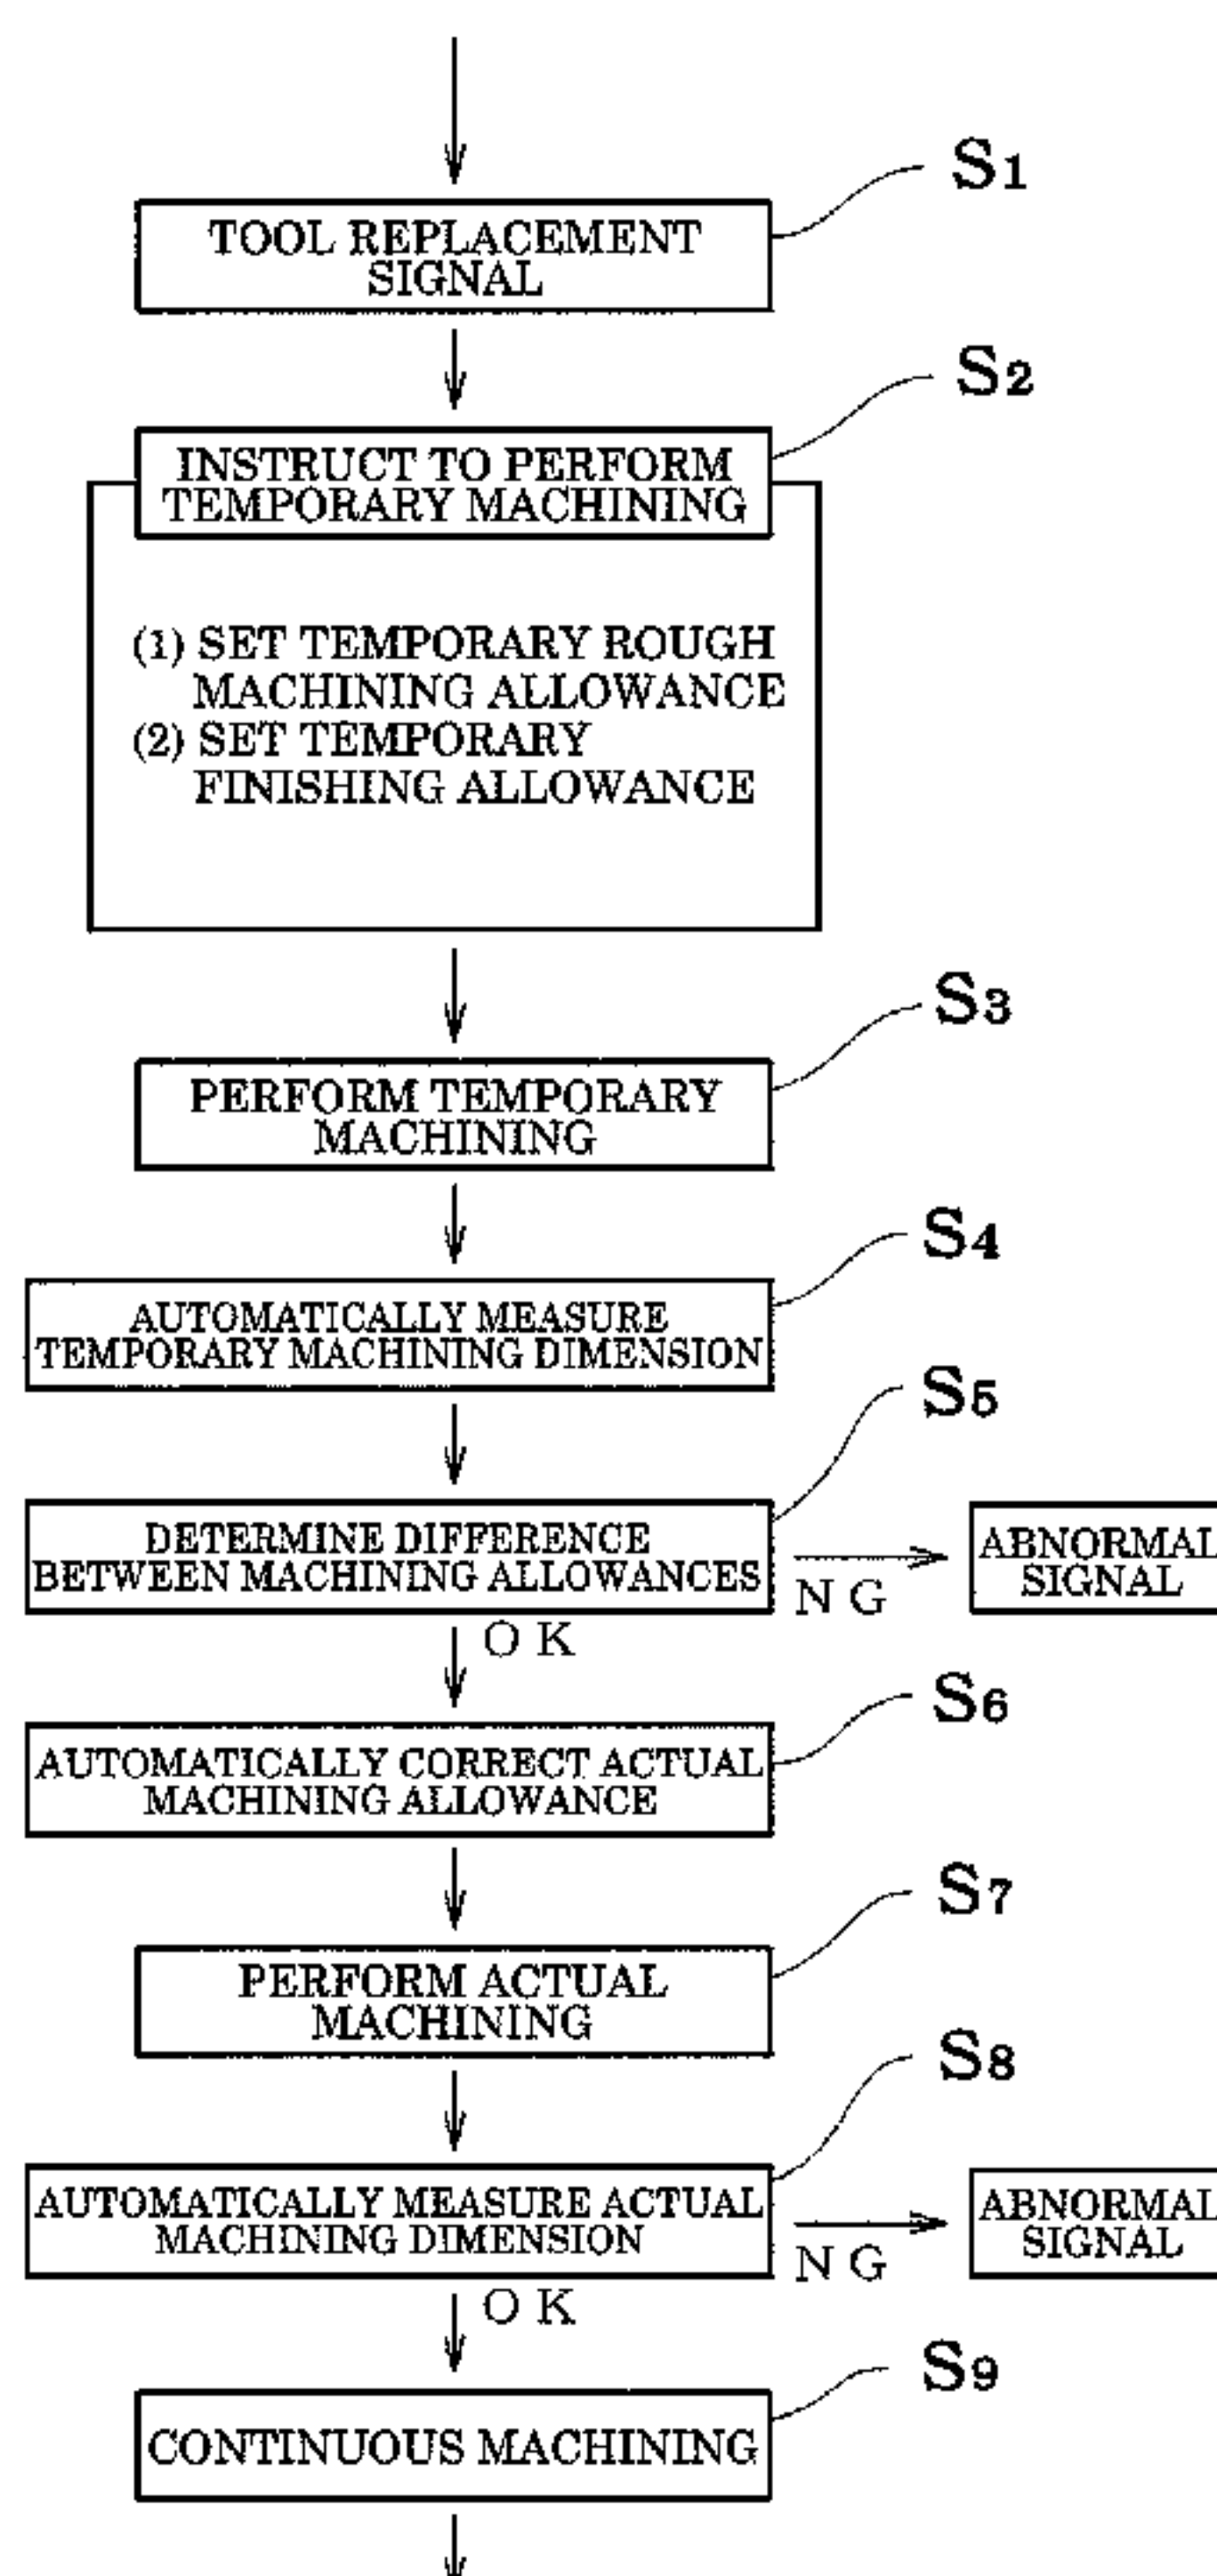 S1
TOOL REPLACEMENT
SIGNAL
S2
INSTRUCT TO PERFORM
TEMPORARY MACHINING
(1) SET TEMPORARY ROUGH
MACHINING ALLOWANCE
(2) SET TEMPORARY
FINISHING ALLOWANCE
S3
PERFORM TEMPORARY
MACHINING
S4
AUTOMATICALLY MEASURE
TEMPORARY MACHINING DIMENSION
S5
DETERMINE DIFFERENCE
BETWEEN MACHINING ALLOWANCES
NG
ABNORMAL
SIGNAL
OK
S6
AUTOMATICALLY CORRECT ACTUAL
MACHINING ALLOWANCE
S7
PERFORM ACTUAL
MACHINING
S8
AUTOMATICALLY MEASURE ACTUAL
MACHINING DIMENSION
NG
ABNORMAL
SIGNAL
OK
S9
CONTINUOUS MACHINING